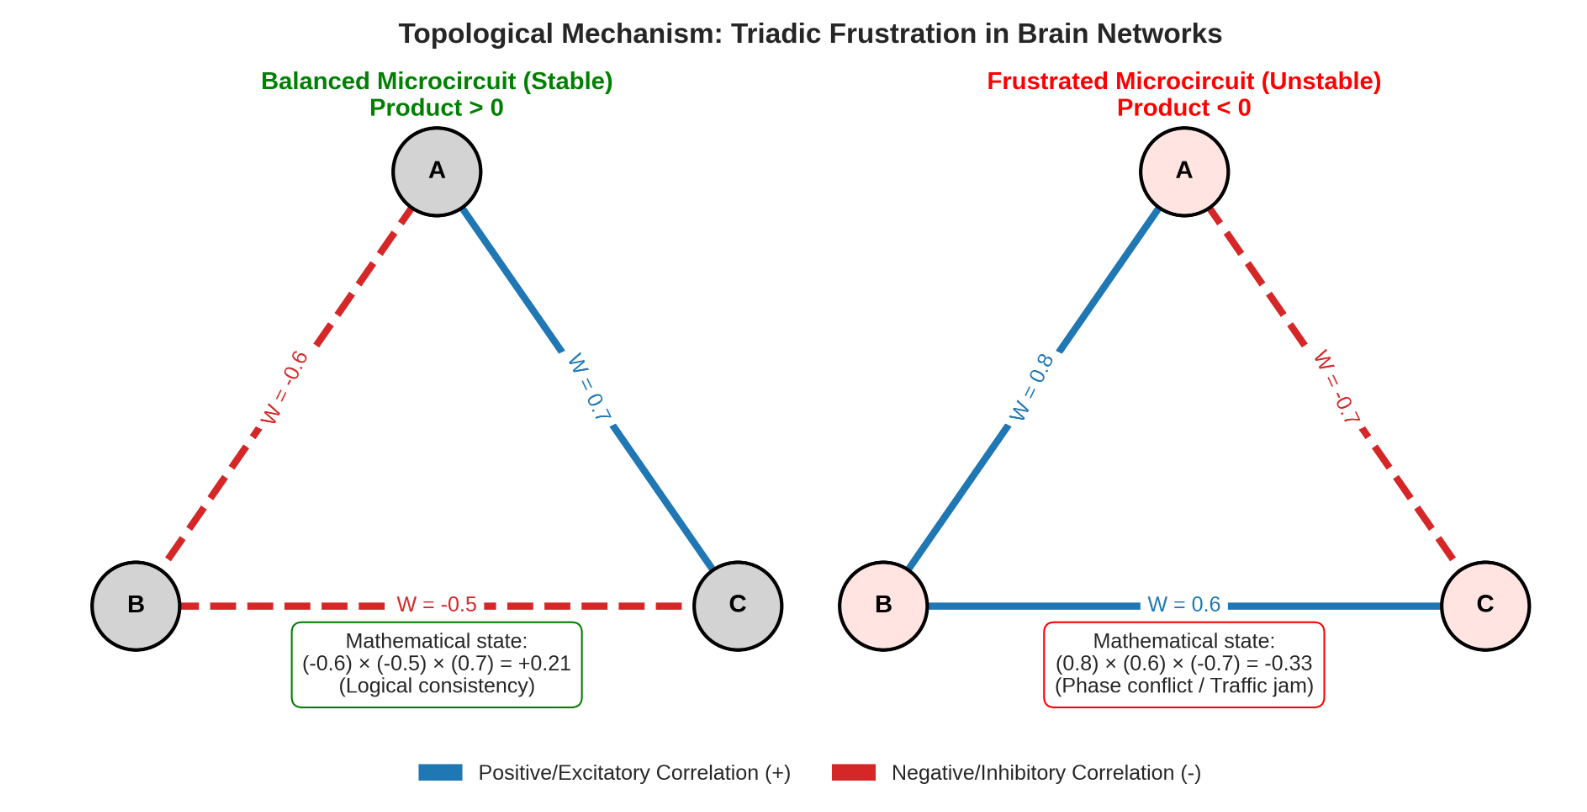 Topological Mechanism: Triadic Frustration in Brain Networks
Balanced Microcircuit (Stable)
Product > 0
A
W = -0.6
W = 0.7
B
W = -0.5
C
Mathematical state:
(-0.6) × (-0.5) × (0.7) = +0.21
(Logical consistency)
Frustrated Microcircuit (Unstable)
Product < 0
A
W = 0.8
W = -0.7
B
W = 0.6
C
Mathematical state:
(0.8) × (0.6) × (-0.7) = -0.33
(Phase conflict / Traffic jam)
Positive/Excitatory Correlation (+)
Negative/Inhibitory Correlation (-)